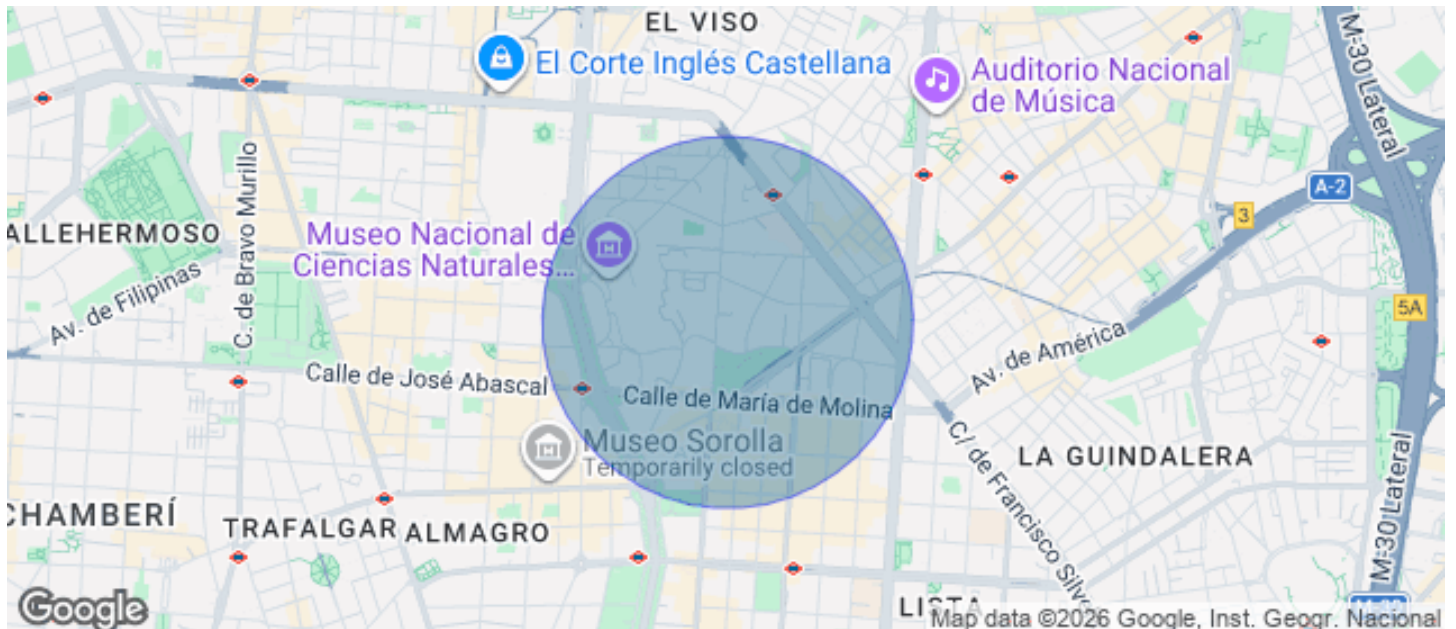 EL VISO
El Corte Inglés Castellana
Auditorio Nacional
de Música
M-30 Lateral
A-2
3
C. de Bravo Murillo
ALLEHERMOSO
Museo Nacional de
Ciencias Naturales...
Av. de Filipinas
5A
Av. de América
Calle de José Abascal
Calle de María de Molina
Museo Sorolla
Temporarily closed
LA GUINDALERA
C/ de Francisco Silve
M-30 Lateral
CHAMBERÍ
TRAFALGAR
ALMAGRO
Google
LISTA
Map data ©2026 Google, Inst. Geogr. Nacional